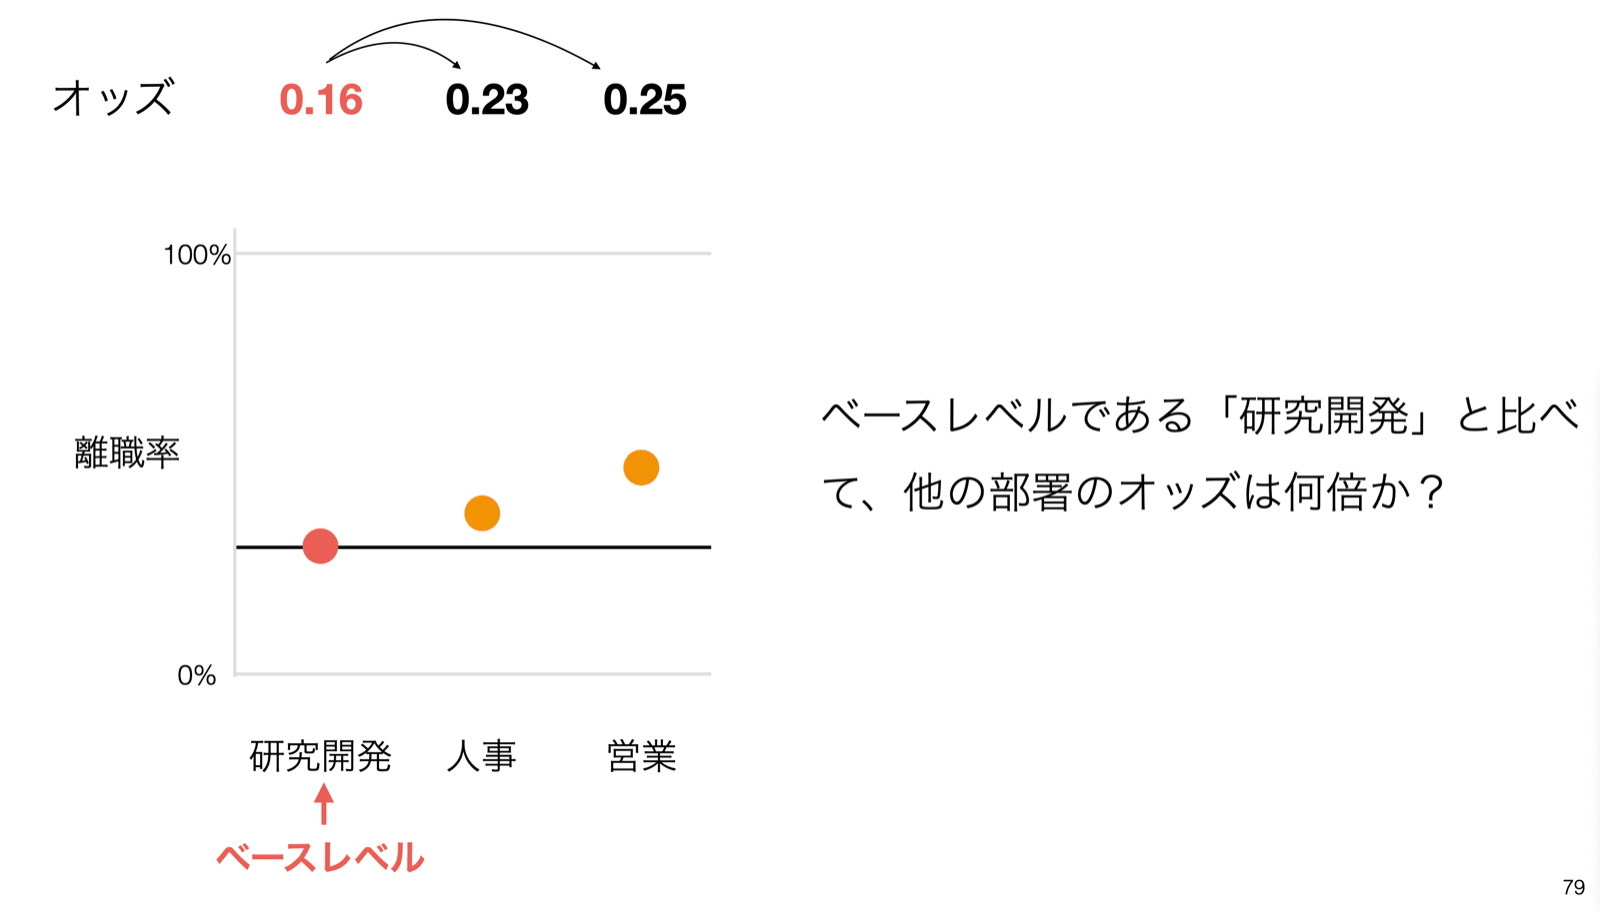 オッズ 0.16 0.23 0.25
100%
離職率
0%
研究開発 人事 営業
ベースレベル
ベースレベルである「研究開発」と比べ
て、他の部署のオッズは何倍か？
79